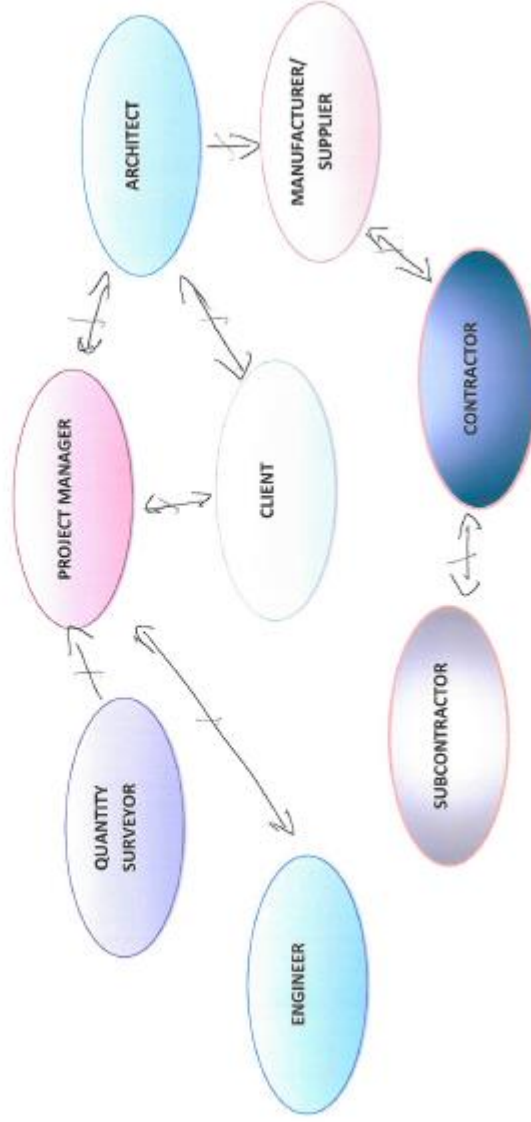 PROJECT MANAGER
QUANTITY
SURVEYOR
ARCHITECT
CLIENT
ENGINEER
MANUFACTURER/
SUPPLIER
SUBCONTRACTOR
CONTRACTOR